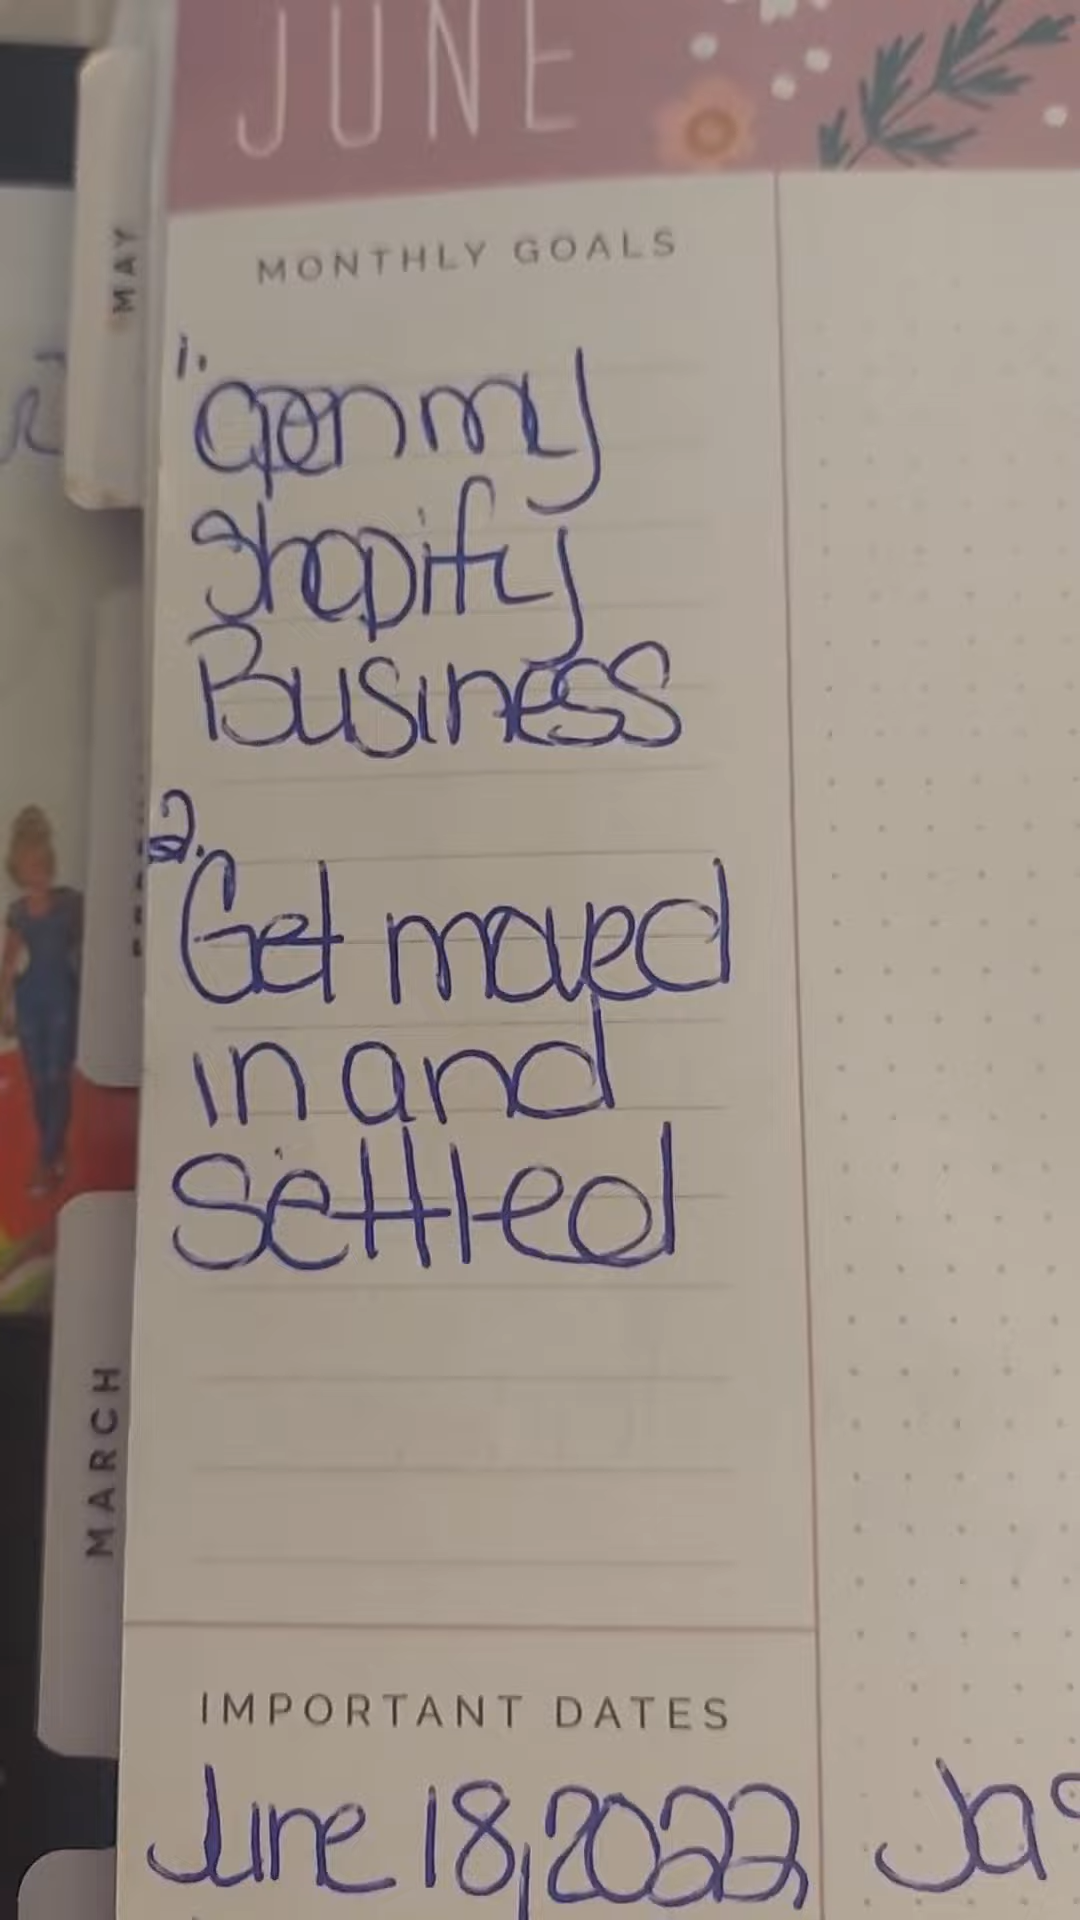 JUNE
MAY
MONTHLY GOALS
1.
open my
Shopify
Business
2.
Get moved
in and
Settled
MARCH
IMPORTANT DATES
June 18, 2022,